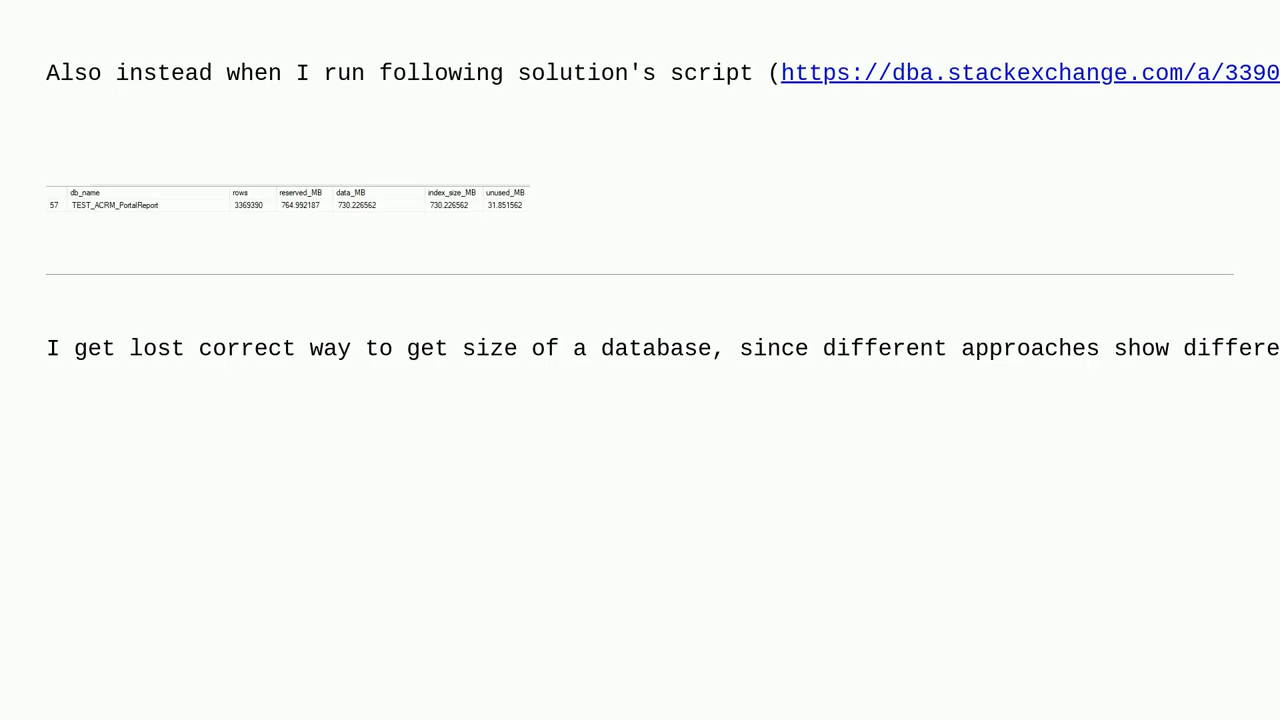 Also instead when I run following solution's script (https://dba.stackexchange.com/a/3390
db_name rows reserved_MB data_MB index_size_MB unused_MB
57 TEST_ACRM_PortalReport 3369390 764.992187 730.226562 730.226562 31.851562
I get lost correct way to get size of a database, since different approaches show differe